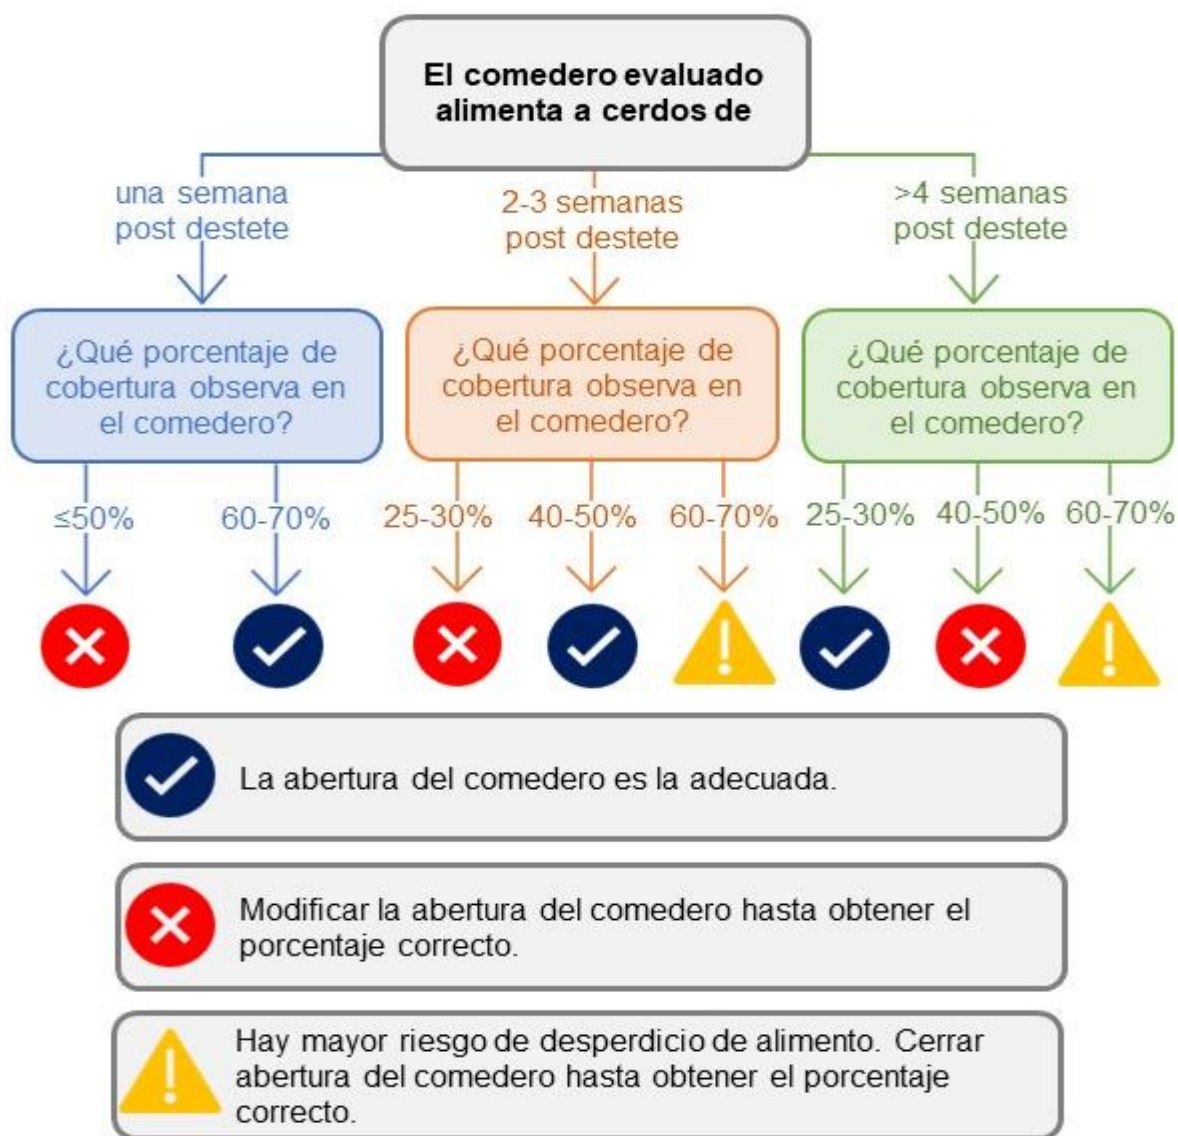 El comedero evaluado
alimenta a cerdos de
una semana
post destete
2-3 semanas
post destete
>4 semanas
post destete
¿Qué porcentaje de
cobertura observa en
el comedero?
¿Qué porcentaje de
cobertura observa en
el comedero?
¿Qué porcentaje de
cobertura observa en
el comedero?
≤50%
60-70%
25-30%
40-50%
60-70%
25-30%
40-50%
60-70%
La abertura del comedero es la adecuada.
Modificar la abertura del comedero hasta obtener el
porcentaje correcto.
Hay mayor riesgo de desperdicio de alimento. Cerrar
abertura del comedero hasta obtener el porcentaje
correcto.